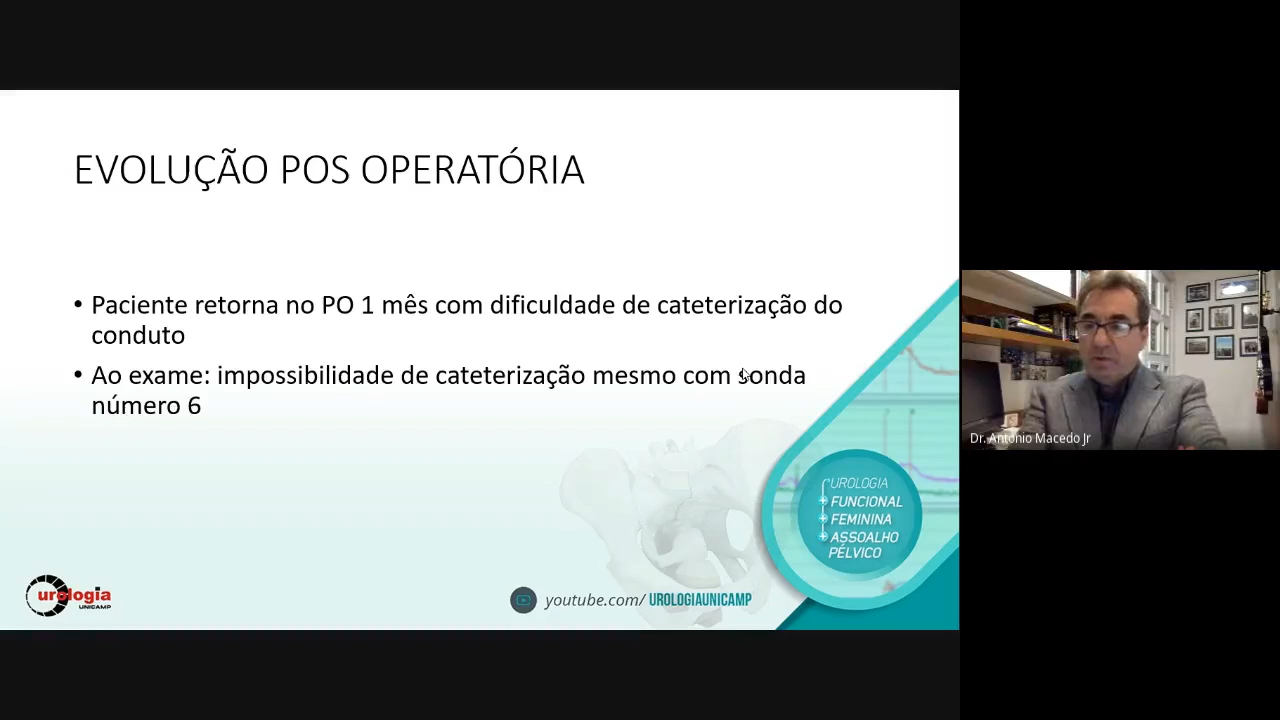 EVOLUÇÃO POS OPERATÓRIA
• Paciente retorna no PO 1 mês com dificuldade de cateterização do
conduto
• Ao exame: impossibilidade de cateterização mesmo com sonda
número 6
Dr. Antonio Macedo Jr
UROLOGIA
FUNCIONAL
FEMININA
ASSOALHO
PÉLVICO
urologia
UNICAMP
youtube.com/ UROLOGIAUNICAMP